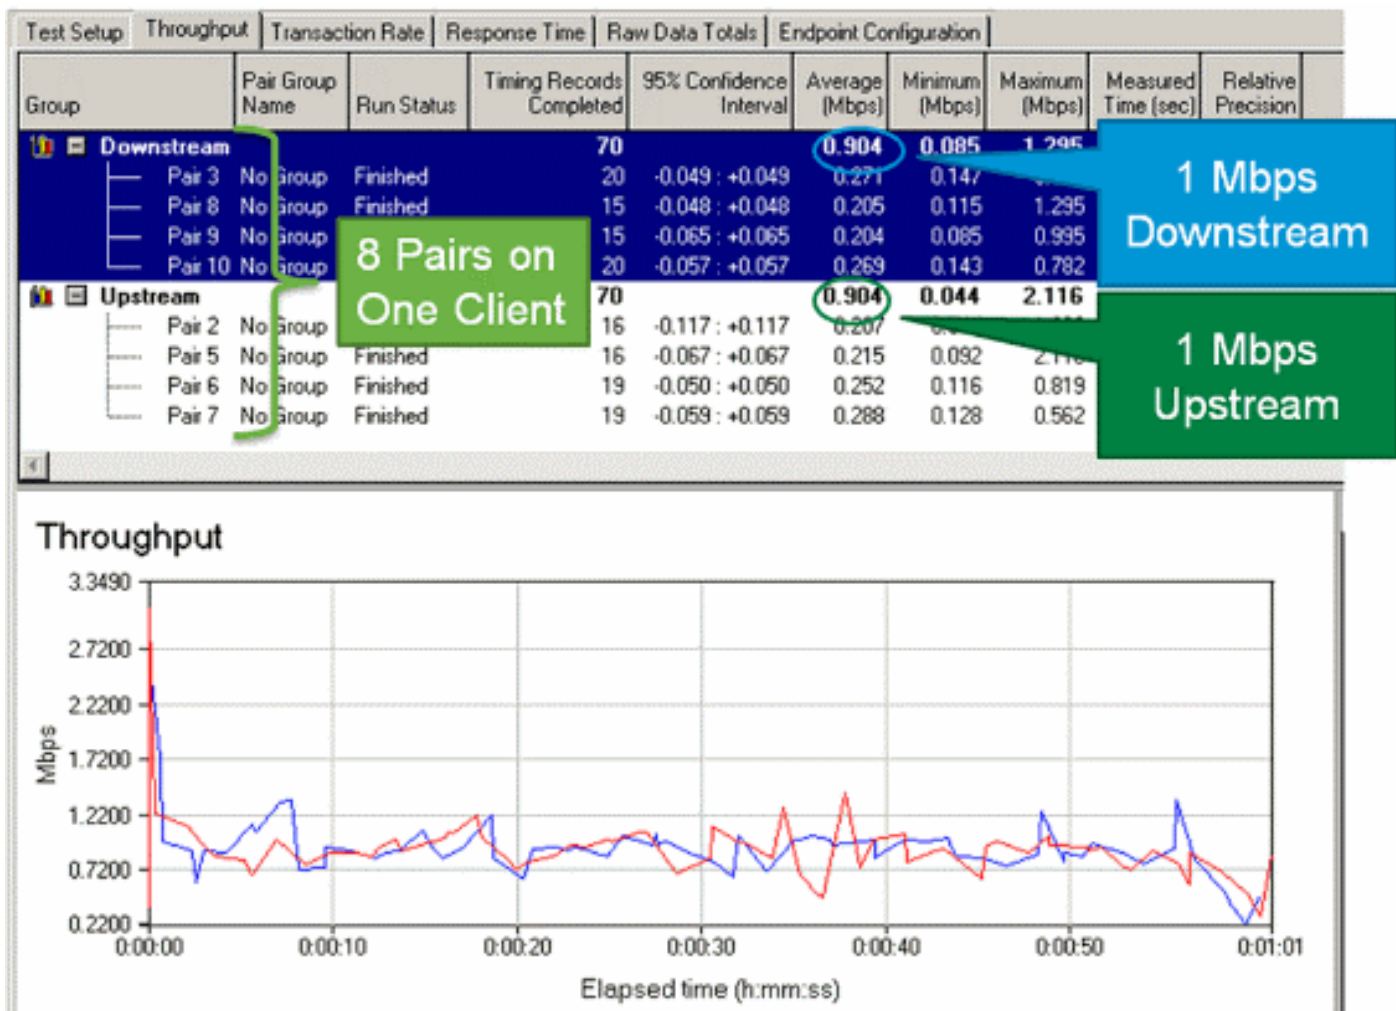 Test Setup Throughput Transaction Rate Response Time Raw Data Totals Endpoint Configuration
Group Pair Group Name Run Status Timing Records Completed 95% Confidence Interval Average (Mbps) Minimum (Mbps) Maximum (Mbps) Measured Time (sec) Relative Precision
Downstream 70 0.904 0.085 1.295
Pair 3 No Group Finished 20 -0.049 : +0.049 0.271 0.147
Pair 8 No Group Finished 15 -0.048 : +0.048 0.205 0.115 1.295
Pair 9 No Group 15 -0.065 : +0.065 0.204 0.085 0.995
Pair 10 No Group 20 -0.057 : +0.057 0.269 0.143 0.782
Upstream 70 0.904 0.044 2.116
Pair 2 No Group 16 -0.117 : +0.117 0.207
Pair 5 No Group Finished 16 -0.067 : +0.067 0.215 0.092 2.116
Pair 6 No Group Finished 19 -0.050 : +0.050 0.252 0.116 0.819
Pair 7 No Group Finished 19 -0.059 : +0.059 0.288 0.128 0.562
8 Pairs on
One Client
1 Mbps
Downstream
1 Mbps
Upstream
Throughput
3.3490
2.7200
2.2200
1.7200
1.2200
0.7200
0.2200
Mbps
0:00:00 0:00:10 0:00:20 0:00:30 0:00:40 0:00:50 0:01:01
Elapsed time (h:mm:ss)